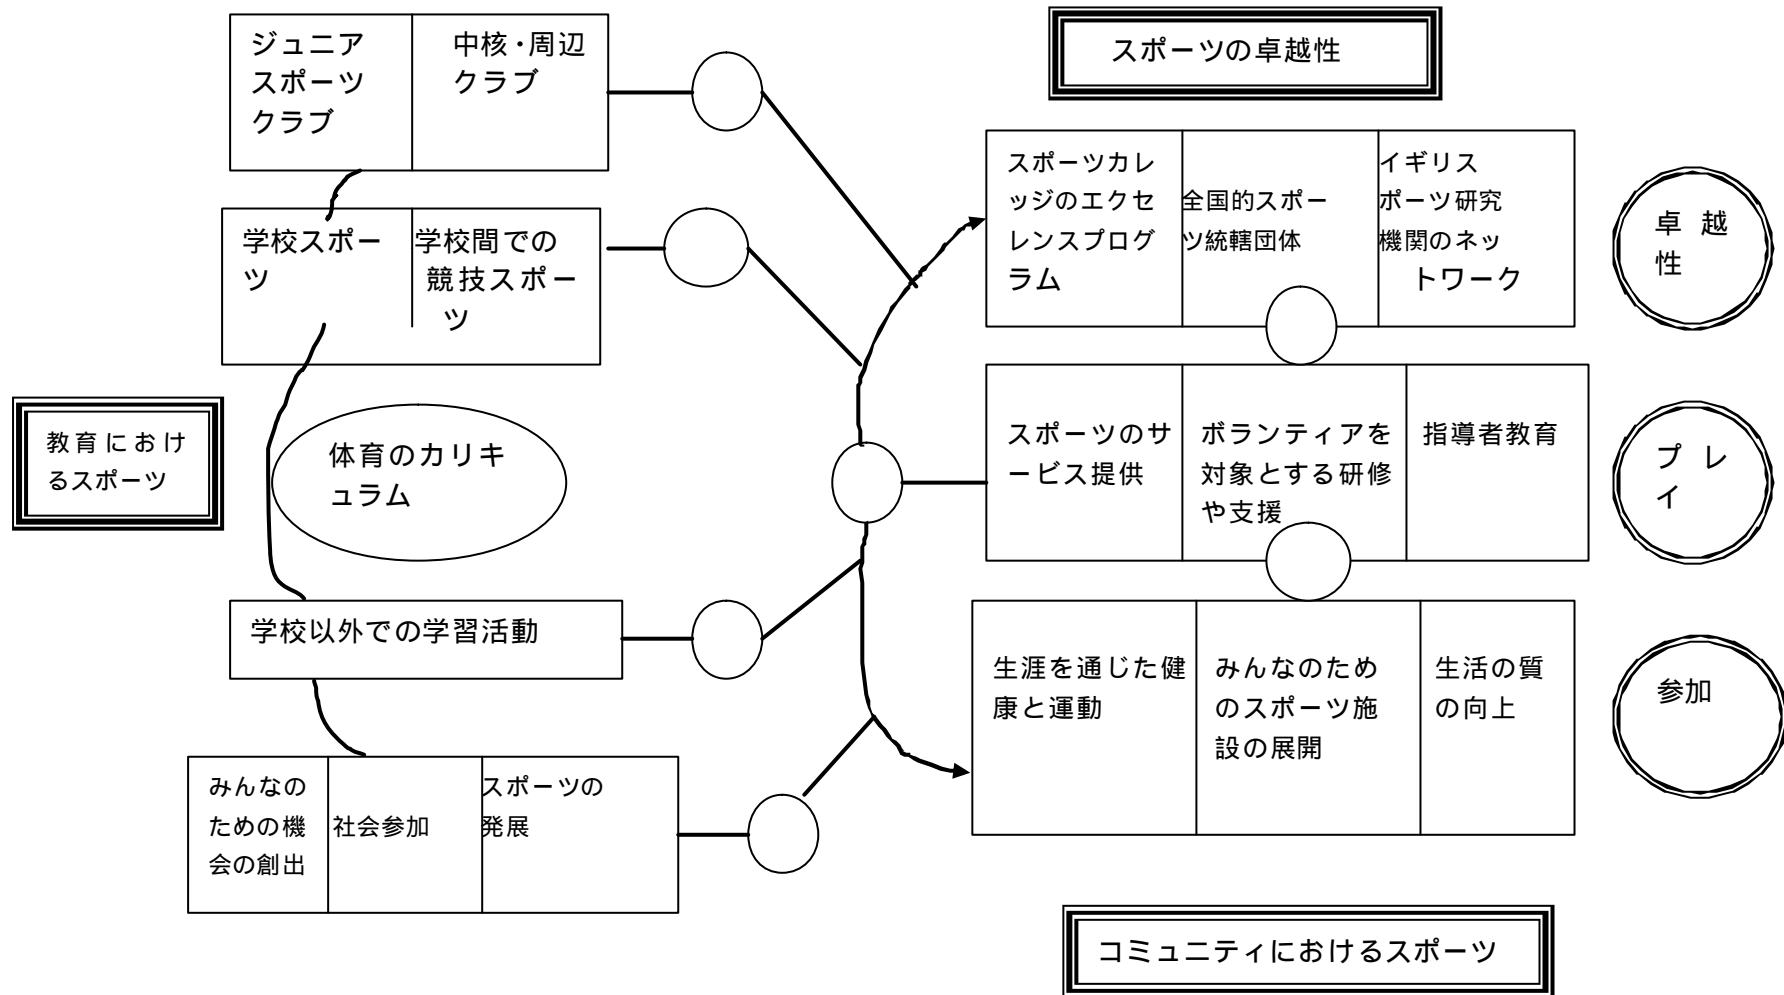 ジュニア
スポーツ
クラブ
中核・周辺
クラブ
スポーツの卓越性
学校スポー
ツ
学校間での
競技スポー
ツ
スポーツカレ
ッジのエクセ
レンスプログ
ラム
全国的スポー
ツ統轄団体
イギリス
ポーツ研究
機関のネッ
トワーク
卓越
性
教育におけ
るスポーツ
体育のカリキ
ュラム
スポーツのサ
ービス提供
ボランティアを
対象とする研修
や支援
指導者教育
プレ
イ
学校以外での学習活動
生涯を通じた健
康と運動
みんなのため
のスポーツ施
設の展開
生活の質
の向上
参加
みんなの
ための機
会の創出
社会参加
スポーツの
発展
コミュニティにおけるスポーツ